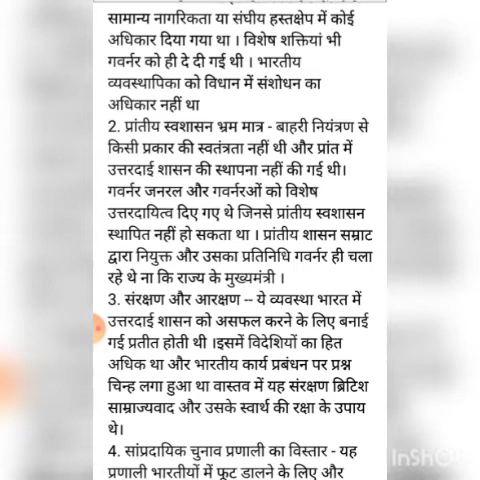 सामान्य नागरिकता या संघीय हस्तक्षेप में कोई
अधिकार दिया गया था । विशेष शक्तियां भी
गवर्नर को ही दे दी गई थी । भारतीय
व्यवस्थापिका को विधान में संशोधन का
अधिकार नहीं था
2. प्रांतीय स्वशासन भ्रम मात्र - बाहरी नियंत्रण से
किसी प्रकार की स्वतंत्रता नहीं थी और प्रांत में
उत्तरदाई शासन की स्थापना नहीं की गई थी।
गवर्नर जनरल और गवर्नरओं को विशेष
उत्तरदायित्व दिए गए थे जिनसे प्रांतीय स्वशासन
स्थापित नहीं हो सकता था । प्रांतीय शासन सम्राट
द्वारा नियुक्त और उसका प्रतिनिधि गवर्नर ही चला
रहे थे ना कि राज्य के मुख्यमंत्री ।
3. संरक्षण और आरक्षण -- ये व्यवस्था भारत में
उत्तरदाई शासन को असफल करने के लिए बनाई
गई प्रतीत होती थी ।इसमें विदेशियों का हित
अधिक था और भारतीय कार्य प्रबंधन पर प्रश्न
चिन्ह लगा हुआ था वास्तव में यह संरक्षण ब्रिटिश
साम्राज्यवाद और उसके स्वार्थ की रक्षा के उपाय
थे।
4. सांप्रदायिक चुनाव प्रणाली का विस्तार - यह
प्रणाली भारतीयों में फूट डालने के लिए और
InShOt